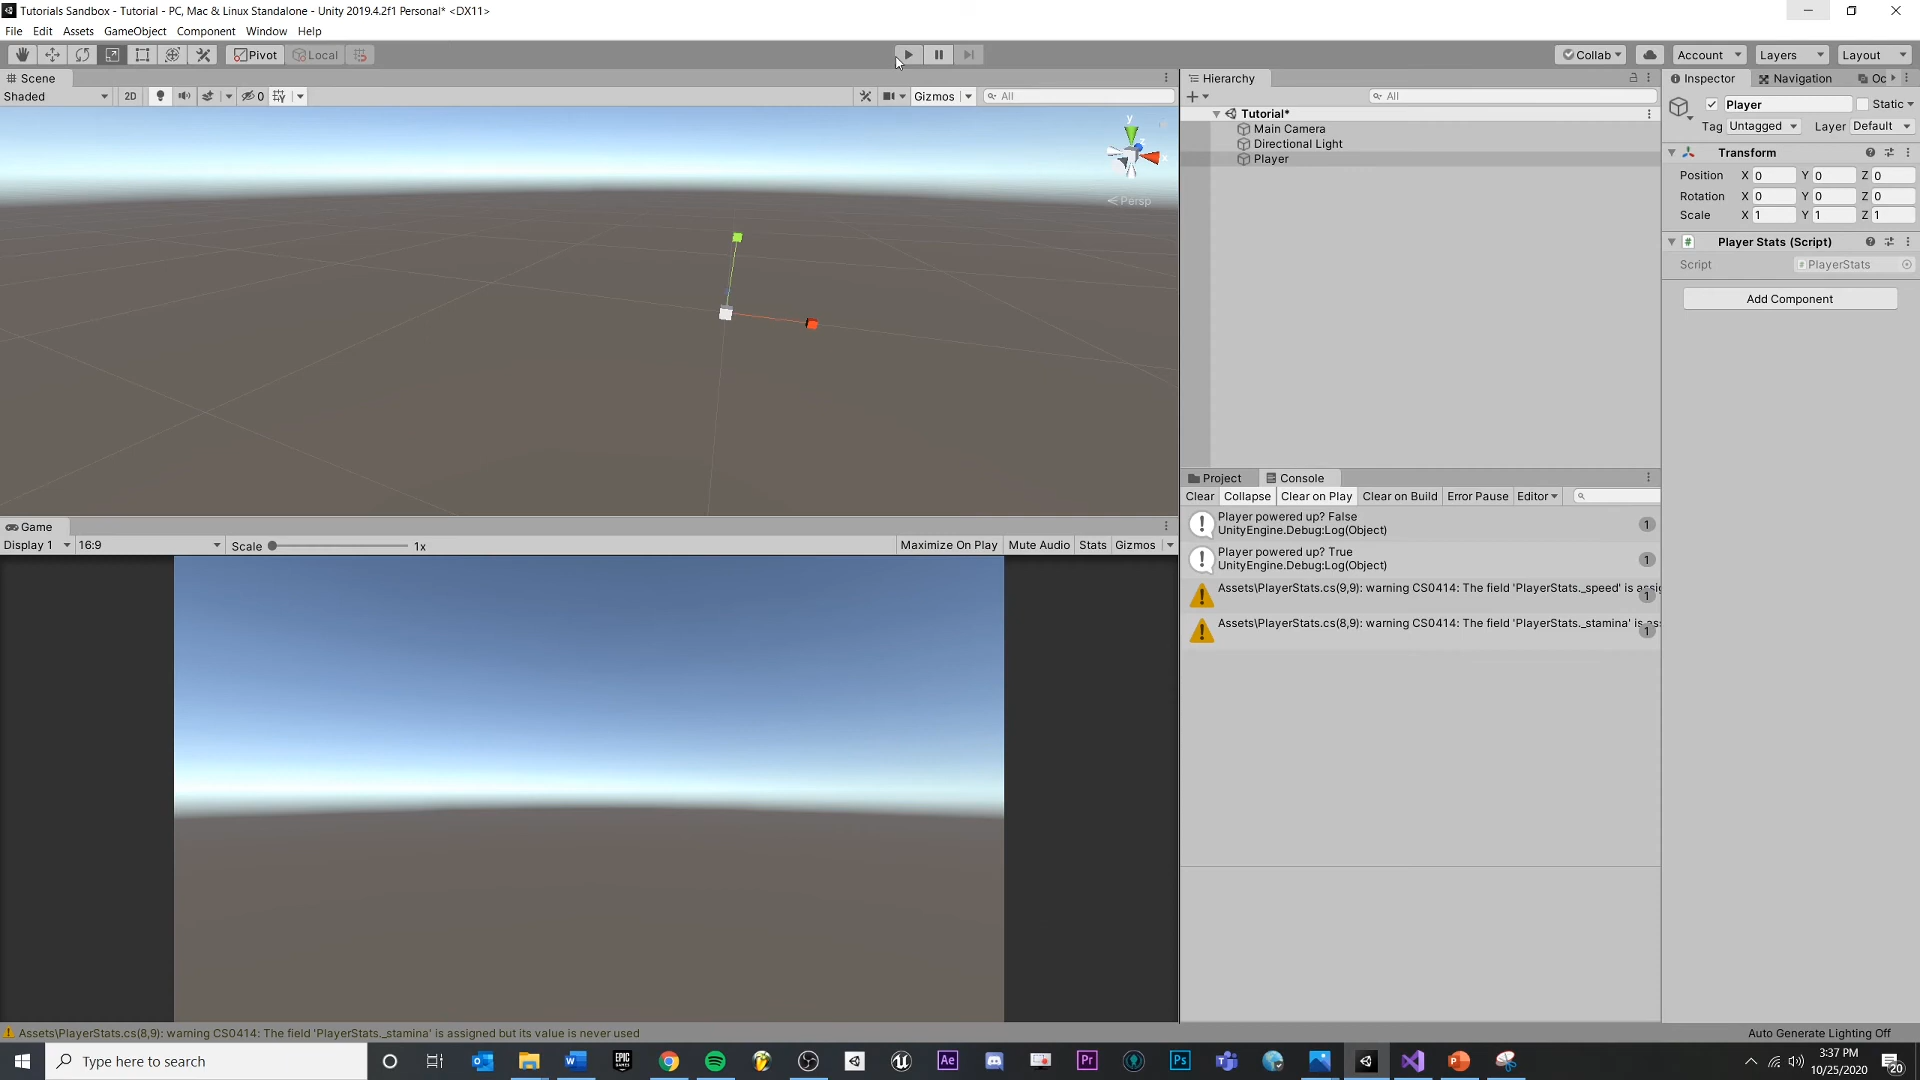 Tutorials Sandbox - Tutorial - PC, Mac & Linux Standalone - Unity 2019.4.2f1 Personal* <DX11>
File Edit Assets GameObject Component Window Help
Pivot Local Collab Account Layers Layout
Scene
Shaded 2D 0 Gizmos All
y
x
Persp
Game
Display 1 16:9 Scale 1x Maximize On Play Mute Audio Stats Gizmos
Hierarchy
+ All
Tutorial*
Main Camera
Directional Light
Player
Project Console
Clear Collapse Clear on Play Clear on Build Error Pause Editor
Player powered up? False
UnityEngine.Debug:Log(Object)
1
Player powered up? True
UnityEngine.Debug:Log(Object)
1
Assets\PlayerStats.cs(9,9): warning CS0414: The field 'PlayerStats._speed' is assig
1
Assets\PlayerStats.cs(8,9): warning CS0414: The field 'PlayerStats._stamina' is as
1
Inspector Navigation Oc
Player Static
Tag Untagged Layer Default
Transform
Position X 0 Y 0 Z 0
Rotation X 0 Y 0 Z 0
Scale X 1 Y 1 Z 1
# Player Stats (Script)
Script PlayerStats
Add Component
Assets\PlayerStats.cs(8,9): warning CS0414: The field 'PlayerStats._stamina' is assigned but its value is never used
Auto Generate Lighting Off
Type here to search
EPIC GAMES
Ae
Pr
Ps
3:37 PM
10/25/2020
20